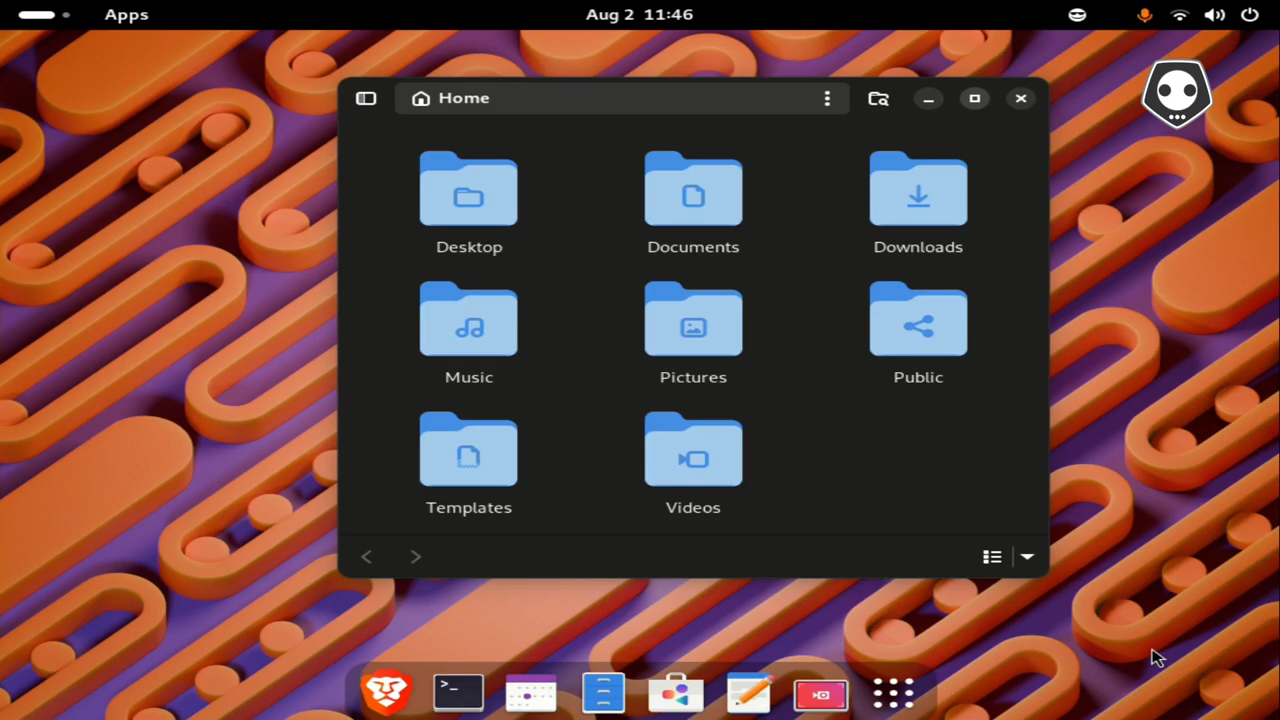 Apps
Aug 2 11:46
Home
Desktop
Documents
Downloads
Music
Pictures
Public
Templates
Videos
>_